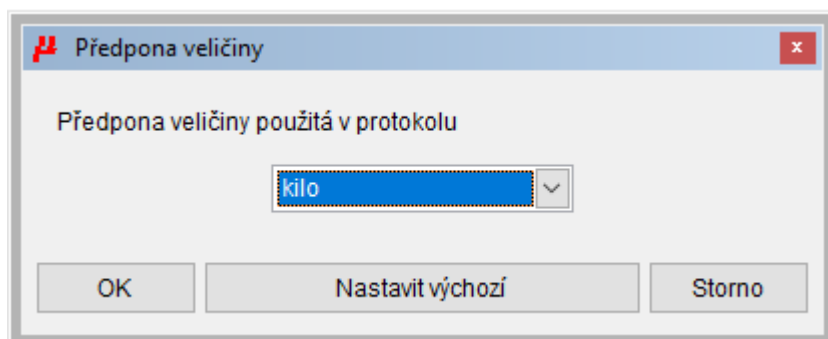 µ Předpona veličiny x
Předpona veličiny použitá v protokolu
kilo
OK Nastavit výchozí Storno